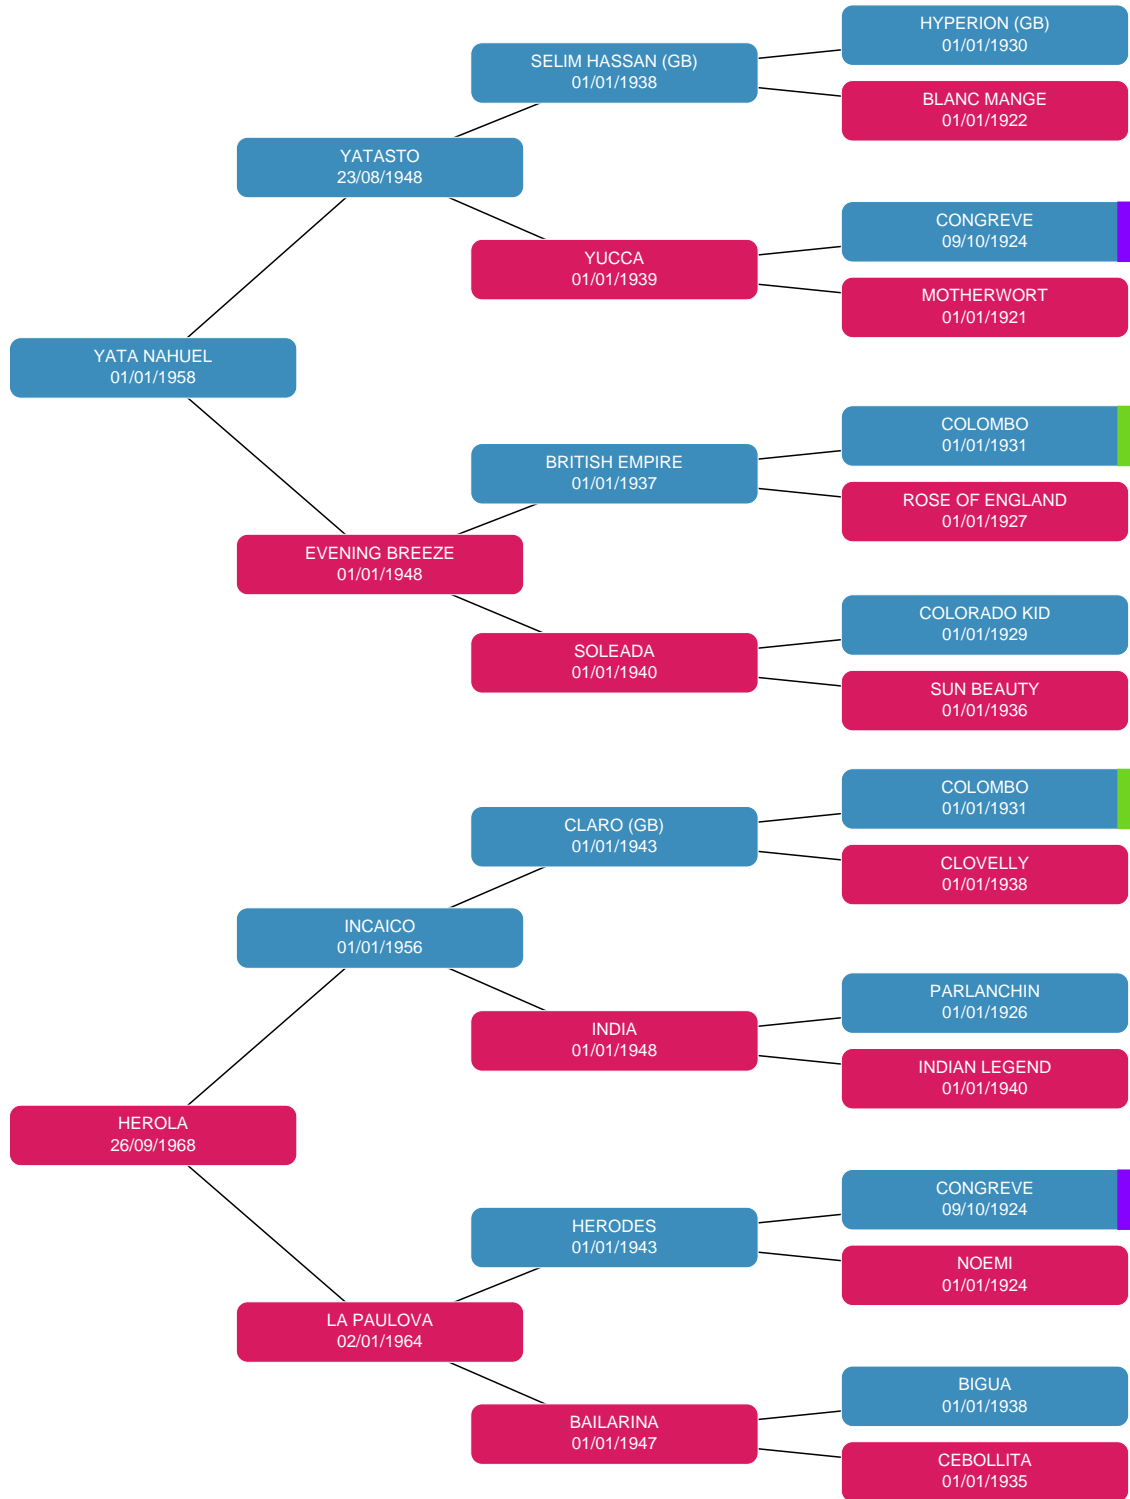 HYPERION (GB)
01/01/1930
SELIM HASSAN (GB)
01/01/1938
BLANC MANGE
01/01/1922
YATASTO
23/08/1948
CONGREVE
09/10/1924
YUCCA
01/01/1939
MOTHERWORT
01/01/1921
YATA NAHUEL
01/01/1958
COLOMBO
01/01/1931
BRITISH EMPIRE
01/01/1937
ROSE OF ENGLAND
01/01/1927
EVENING BREEZE
01/01/1948
COLORADO KID
01/01/1929
SOLEADA
01/01/1940
SUN BEAUTY
01/01/1936
COLOMBO
01/01/1931
CLARO (GB)
01/01/1943
CLOVELLY
01/01/1938
INCAICO
01/01/1956
PARLANCHIN
01/01/1926
INDIA
01/01/1948
INDIAN LEGEND
01/01/1940
HEROLA
26/09/1968
CONGREVE
09/10/1924
HERODES
01/01/1943
NOEMI
01/01/1924
LA PAULOVA
02/01/1964
BIGUA
01/01/1938
BAILARINA
01/01/1947
CEBOLLITA
01/01/1935